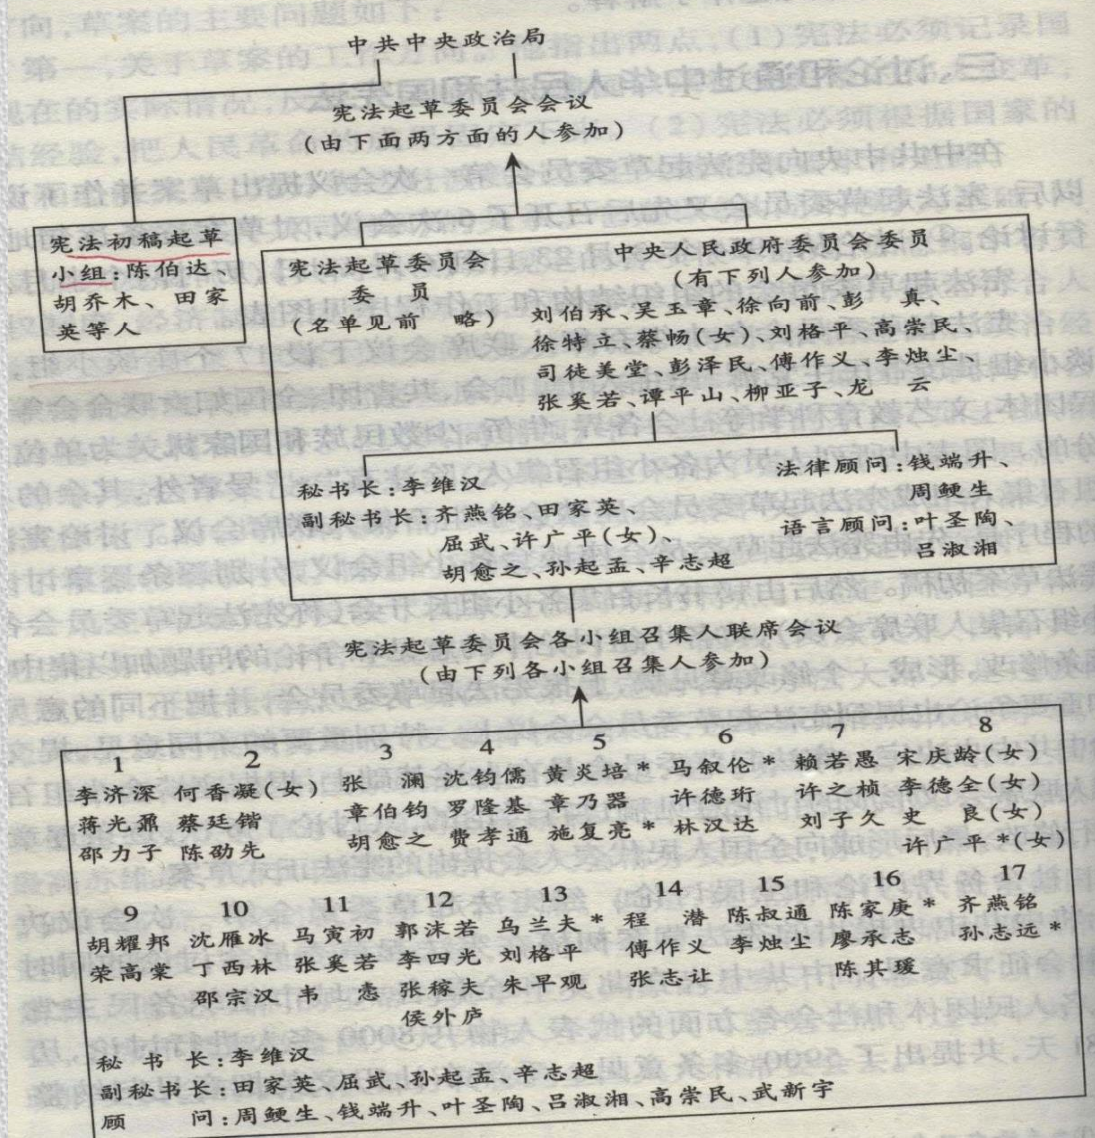 中共中央政治局
宪法起草委员会会议
(由下面两方面的人参加)
宪法初稿起草
小组:陈伯达、
胡乔木、田家
英等人
宪法起草委员会
委员
(名单见前 略)
中央人民政府委员会委员
(有下列人参加)
刘伯承、吴玉章、徐向前、彭 真、
徐特立、蔡畅(女)、刘格平、高崇民、
司徒美堂、彭泽民、傅作义、李烛尘
张奚若、谭平山、柳亚子、龙 云
秘书长:李维汉
副秘书长:齐燕铭、田家英、
屈武、许广平(女)、
胡愈之、孙起孟、辛志超
法律顾问:钱端升、
周鲠生
语言顾问:叶圣陶、
吕淑湘
宪法起草委员会各小组召集人联席会议
(由下列各小组召集人参加)
1 2 3 4 5 6 7 8
李济深 何香凝(女) 张 澜 沈钧儒 黄炎培* 马叙伦* 赖若愚 宋庆龄(女)
蒋光鼐 蔡廷锴 章伯钧 罗隆基 章乃器 许德珩 许之桢 李德全(女)
邵力子 陈劭先 胡愈之 费孝通 施复亮* 林汉达 刘子久 史 良(女)
许广平*(女)
9 10 11 12 13 14 15 16 17
胡耀邦 沈雁冰 马寅初 郭沫若 乌兰夫* 程 潜 陈叔通 陈家庚* 齐燕铭
荣高棠 丁西林 张奚若 李四光 刘格平 傅作义 李烛尘 廖承志 孙志远*
邵宗汉 韦 悫 张稼夫 朱早观 张志让 陈其瑗
侯外庐
秘 书 长:李维汉
副秘书长:田家英、屈武、孙起孟、辛志超
顾 问:周鲠生、钱端升、叶圣陶、吕淑湘、高崇民、武新宇